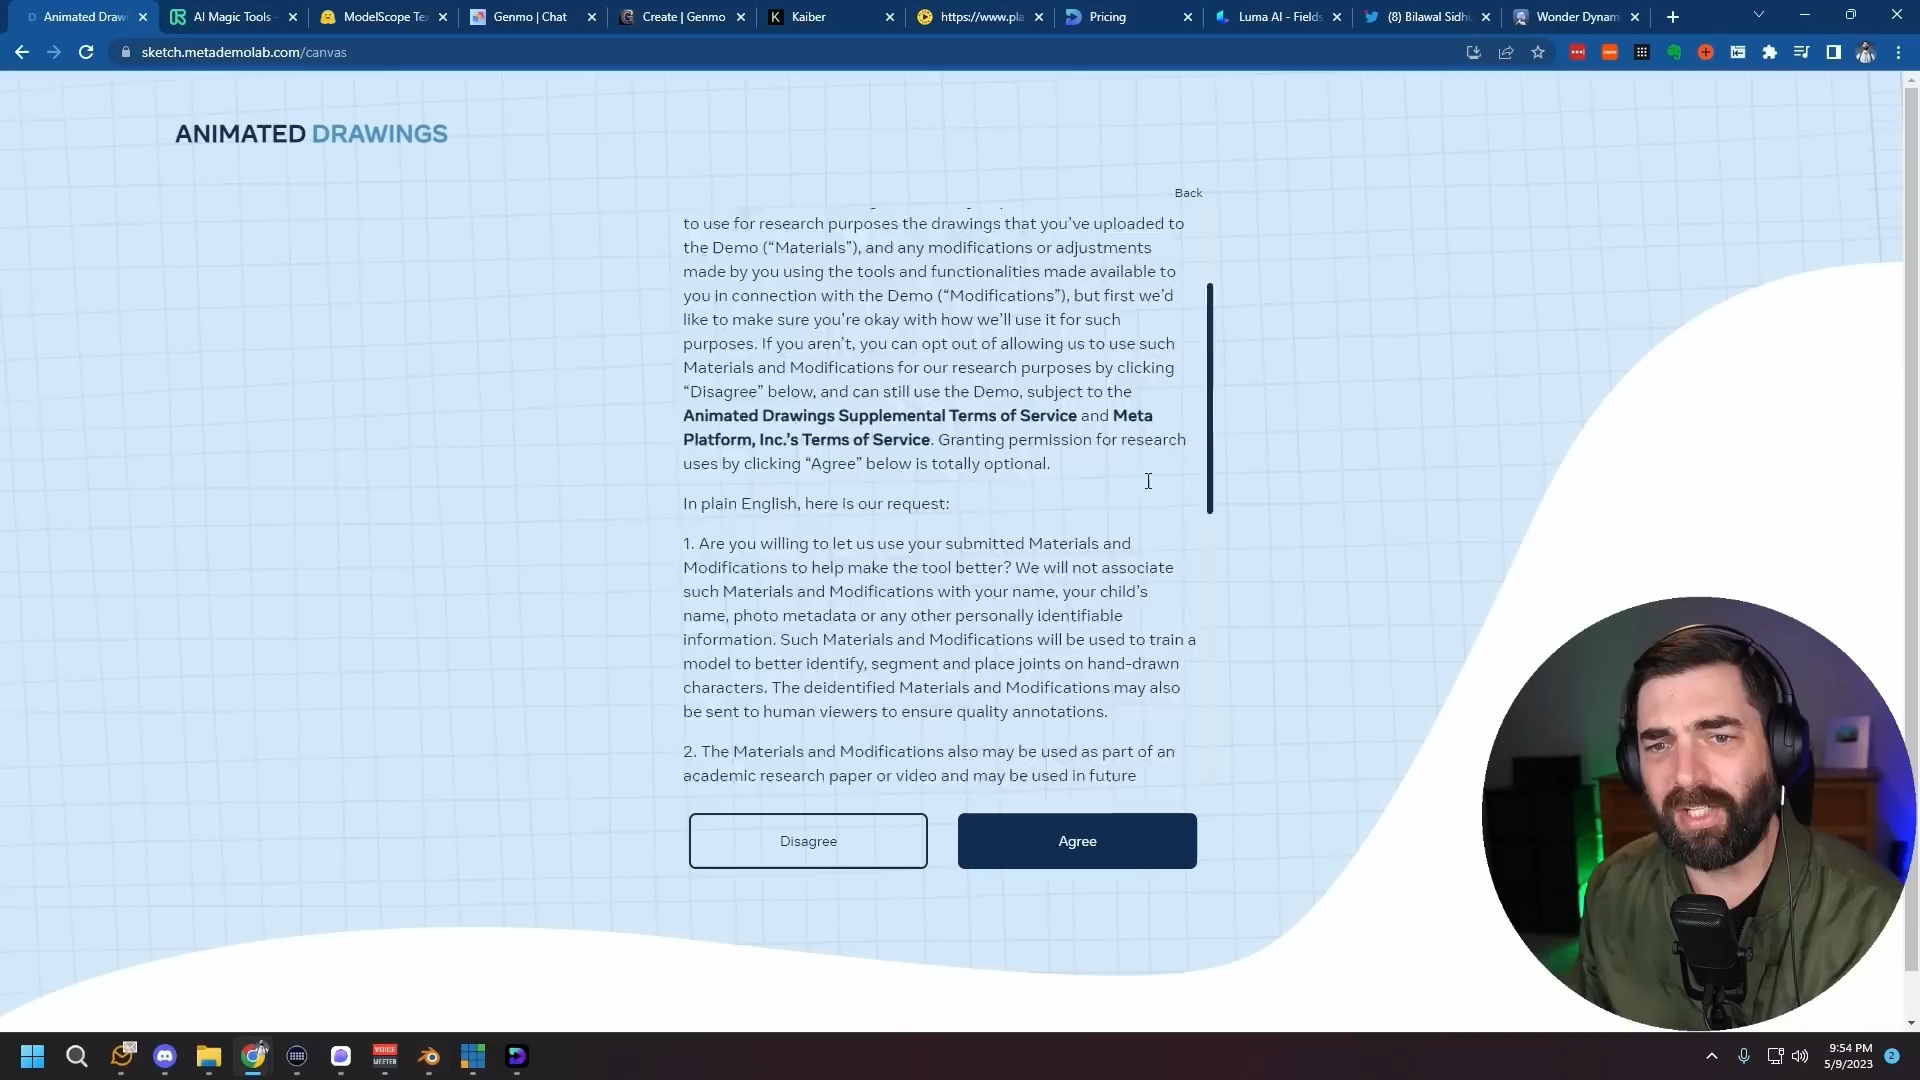 Animated Drawi
AI Magic Tools -
ModelScope Te
Genmo | Chat
Create | Genmo
Kaiber
https://www.pla
Pricing
Luma AI - Fields
(8) Bilawal Sidh
Wonder Dynam
sketch.metademolab.com/canvas
ANIMATED DRAWINGS
Back
to use for research purposes the drawings that you’ve uploaded to
the Demo (“Materials”), and any modifications or adjustments
made by you using the tools and functionalities made available to
you in connection with the Demo (“Modifications”), but first we’d
like to make sure you’re okay with how we’ll use it for such
purposes. If you aren’t, you can opt out of allowing us to use such
Materials and Modifications for our research purposes by clicking
“Disagree” below, and can still use the Demo, subject to the
Animated Drawings Supplemental Terms of Service and Meta
Platform, Inc.’s Terms of Service. Granting permission for research
uses by clicking “Agree” below is totally optional.
In plain English, here is our request:
1. Are you willing to let us use your submitted Materials and
Modifications to help make the tool better? We will not associate
such Materials and Modifications with your name, your child’s
name, photo metadata or any other personally identifiable
information. Such Materials and Modifications will be used to train a
model to better identify, segment and place joints on hand-drawn
characters. The deidentified Materials and Modifications may also
be sent to human viewers to ensure quality annotations.
2. The Materials and Modifications also may be used as part of an
academic research paper or video and may be used in future
Disagree
Agree
VOICE
MEETER
9:54 PM
5/9/2023
2